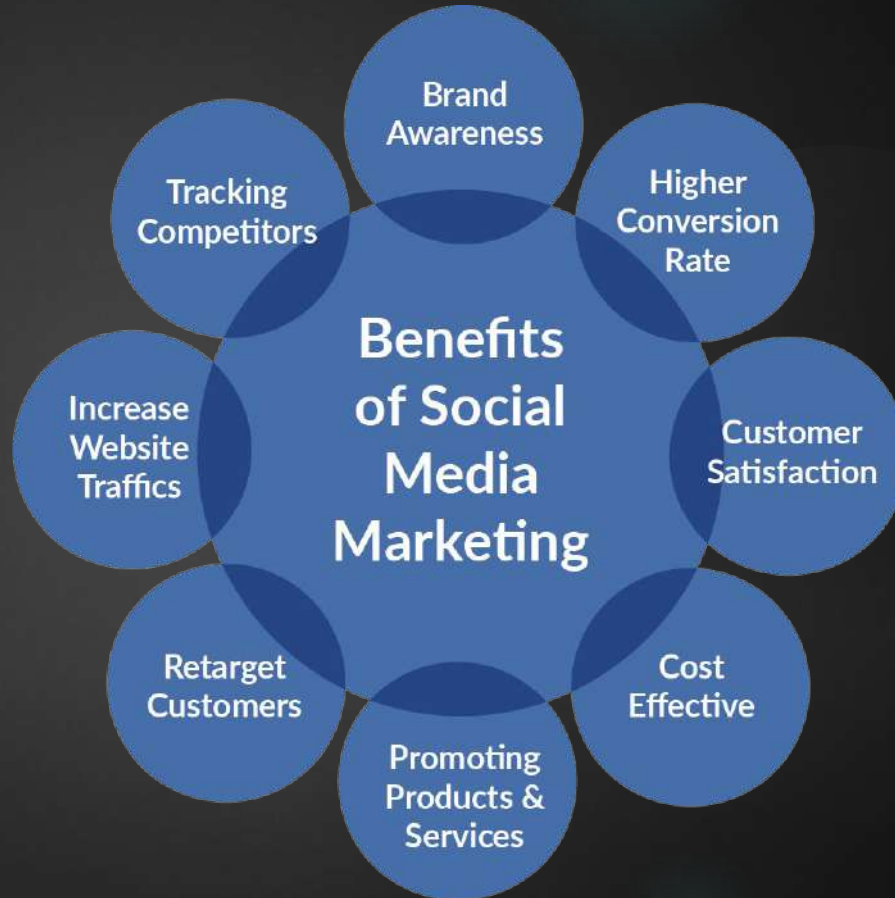 Benefits
of Social
Media
Marketing
Brand
Awareness
Higher
Conversion
Rate
Customer
Satisfaction
Cost
Effective
Promoting
Products &
Services
Retarget
Customers
Increase
Website
Traffics
Tracking
Competitors